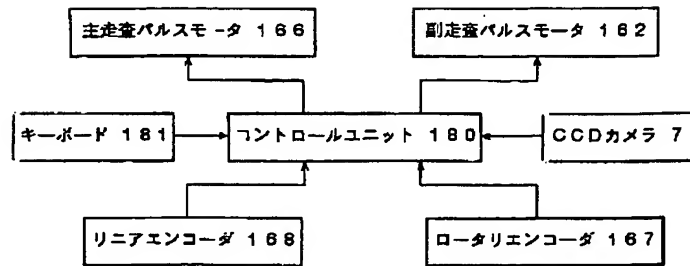 主走査パルスモータ 166
副走査パルスモータ 162
キーボード 181
コントロールユニット 180
CCDカメラ 7
リニアエンコーダ 168
ロータリエンコーダ 167